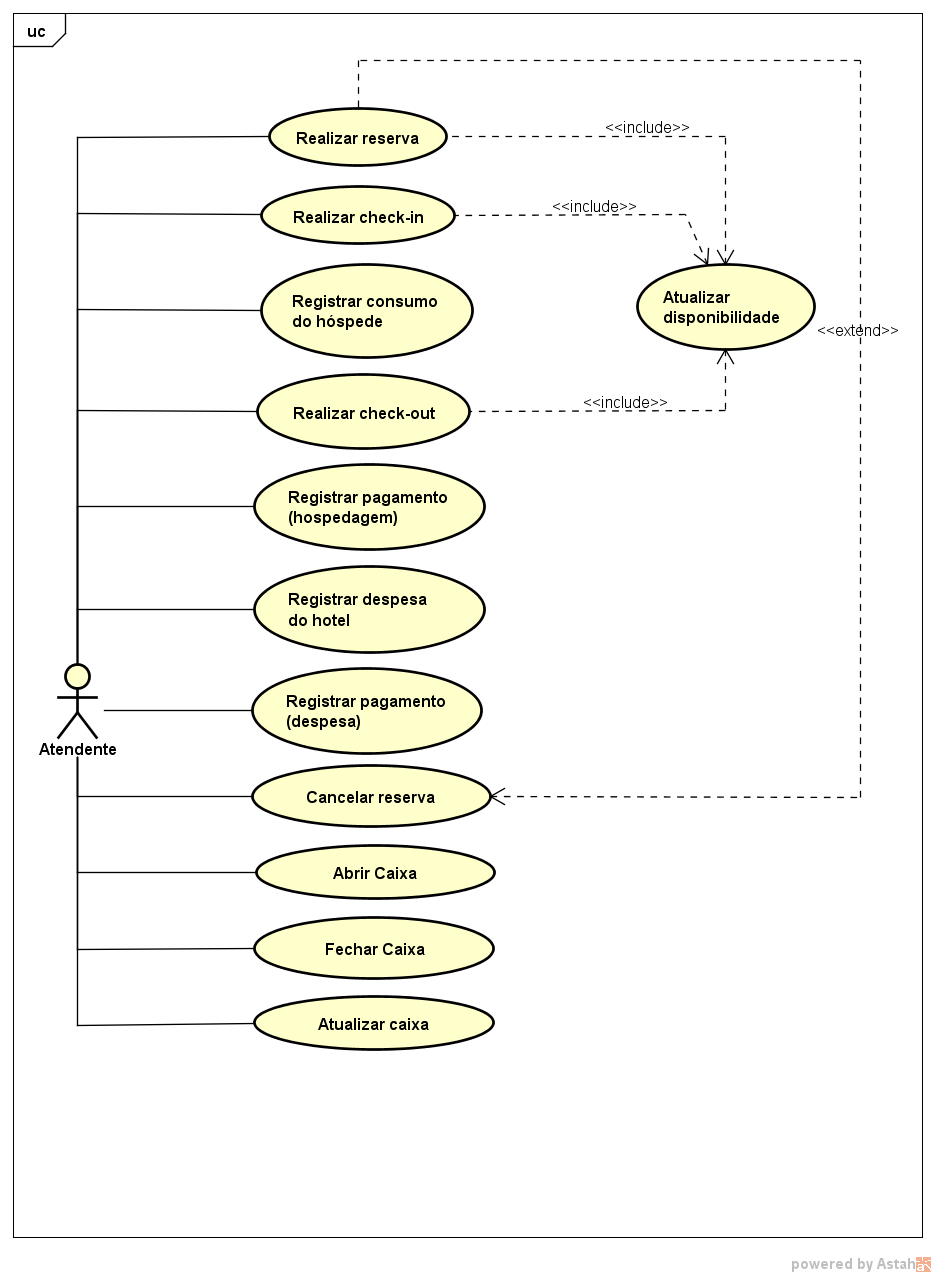 uc
Realizar reserva
<<include>>
Realizar check-in
<<include>>
Registrar consumo
do hóspede
Atualizar
disponibilidade
<<extend>>
Realizar check-out
<<include>>
Registrar pagamento
(hospedagem)
Registrar despesa
do hotel
Registrar pagamento
(despesa)
Atendente
Cancelar reserva
Abrir Caixa
Fechar Caixa
Atualizar caixa
powered by Astah